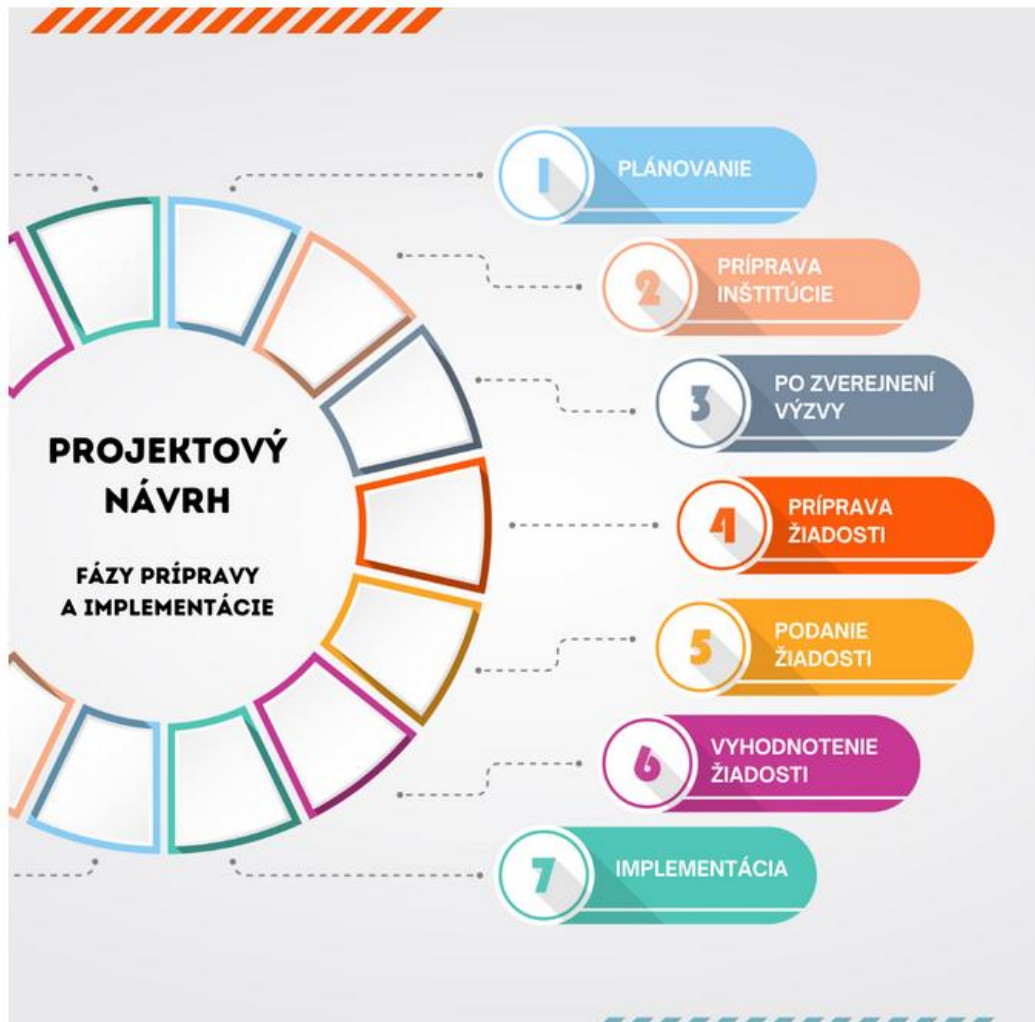 PROJEKTOVÝ
NÁVRH
FÁZY PRÍPRAVY
A IMPLEMENTÁCIE
1
PLÁNOVANIE
2
PRÍPRAVA
INŠTITÚCIE
3
PO ZVEREJNENÍ
VÝZVY
4
PRÍPRAVA
ŽIADOSTI
5
PODANIE
ŽIADOSTI
6
VYHODNOTENIE
ŽIADOSTI
7
IMPLEMENTÁCIA